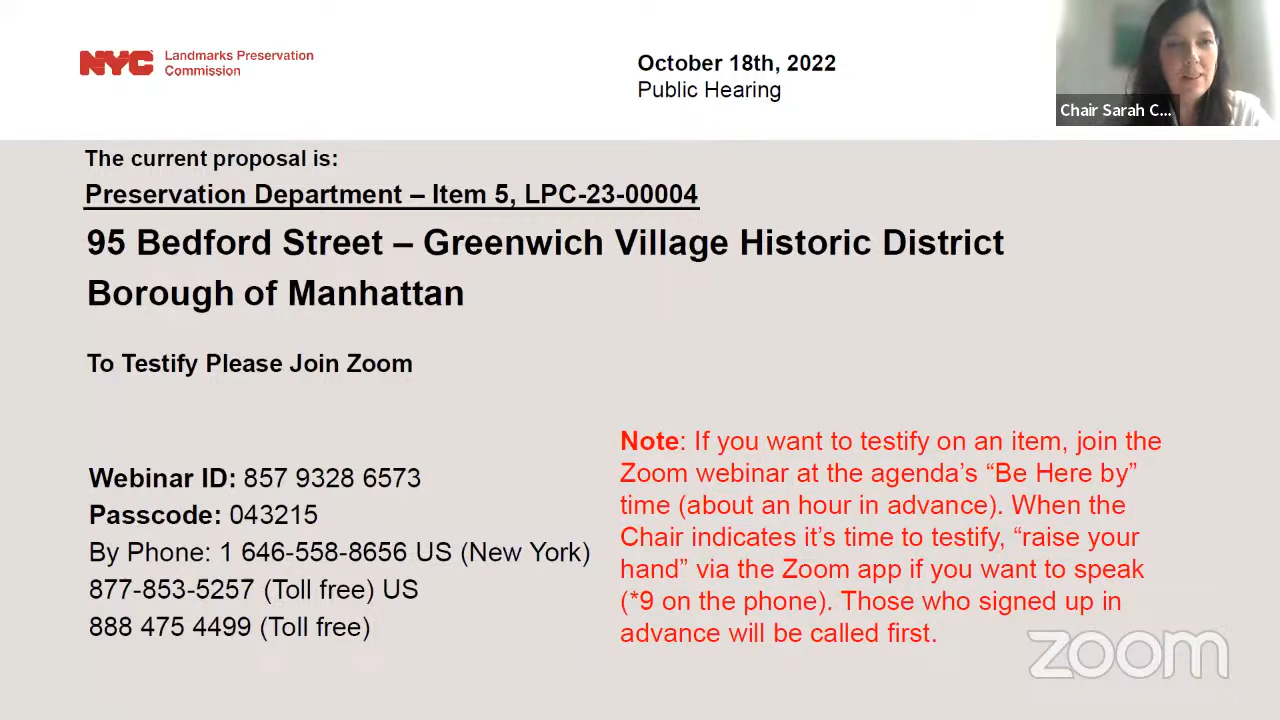 NYC Landmarks Preservation
Commission
October 18th, 2022
Public Hearing
Chair Sarah C...
The current proposal is:
Preservation Department – Item 5, LPC-23-00004
95 Bedford Street – Greenwich Village Historic District
Borough of Manhattan
To Testify Please Join Zoom
Webinar ID: 857 9328 6573
Passcode: 043215
By Phone: 1 646-558-8656 US (New York)
877-853-5257 (Toll free) US
888 475 4499 (Toll free)
Note: If you want to testify on an item, join the
Zoom webinar at the agenda’s “Be Here by”
time (about an hour in advance). When the
Chair indicates it’s time to testify, “raise your
hand” via the Zoom app if you want to speak
(*9 on the phone). Those who signed up in
advance will be called first.
zoom